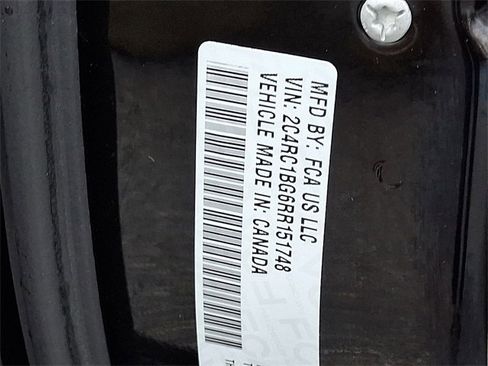 MFD BY: FCA US LLC
VIN: 2C4RC1BG6RR151748
VEHICLE MADE IN: CANADA